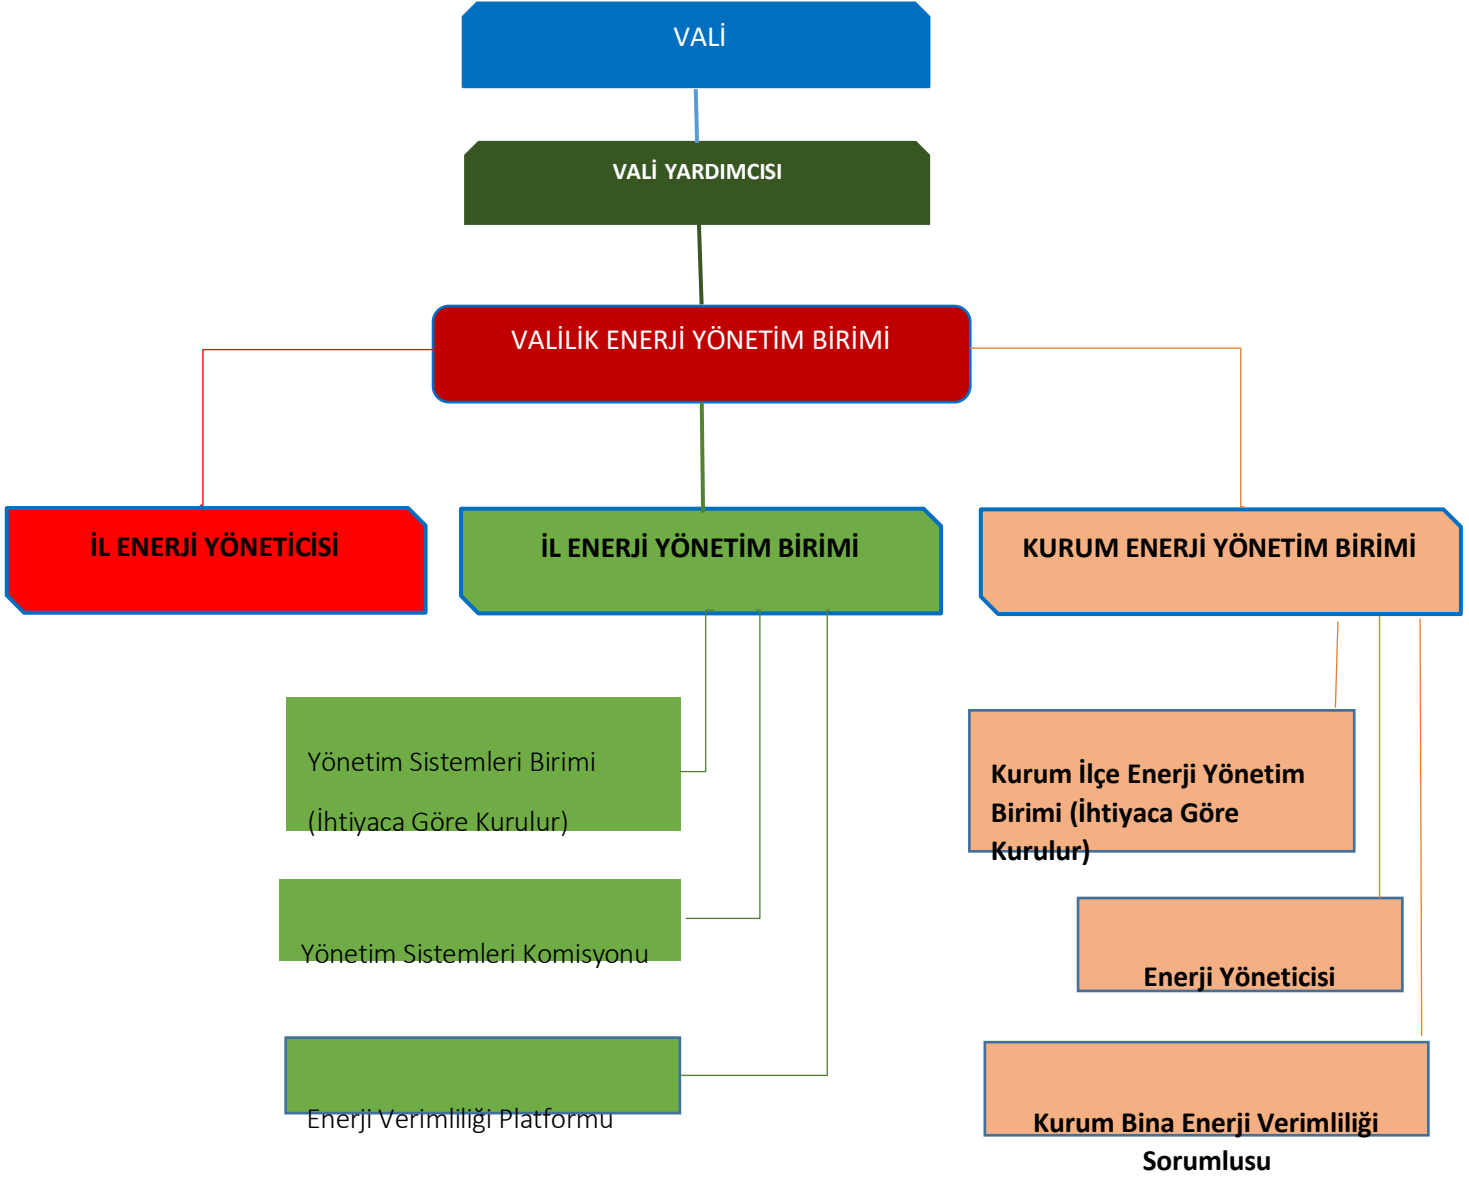 VALİ
VALİ YARDIMCISI
VALİLİK ENERJİ YÖNETİM BİRİMİ
İL ENERJİ YÖNETİCİSİ
İL ENERJİ YÖNETİM BİRİMİ
KURUM ENERJİ YÖNETİM BİRİMİ
Yönetim Sistemleri Birimi
(İhtiyaca Göre Kurulur)
Yönetim Sistemleri Komisyonu
Enerji Verimliliği Platformu
Kurum İlçe Enerji Yönetim
Birimi (İhtiyaca Göre
Kurulur)
Enerji Yöneticisi
Kurum Bina Enerji Verimliliği
Sorumlusu